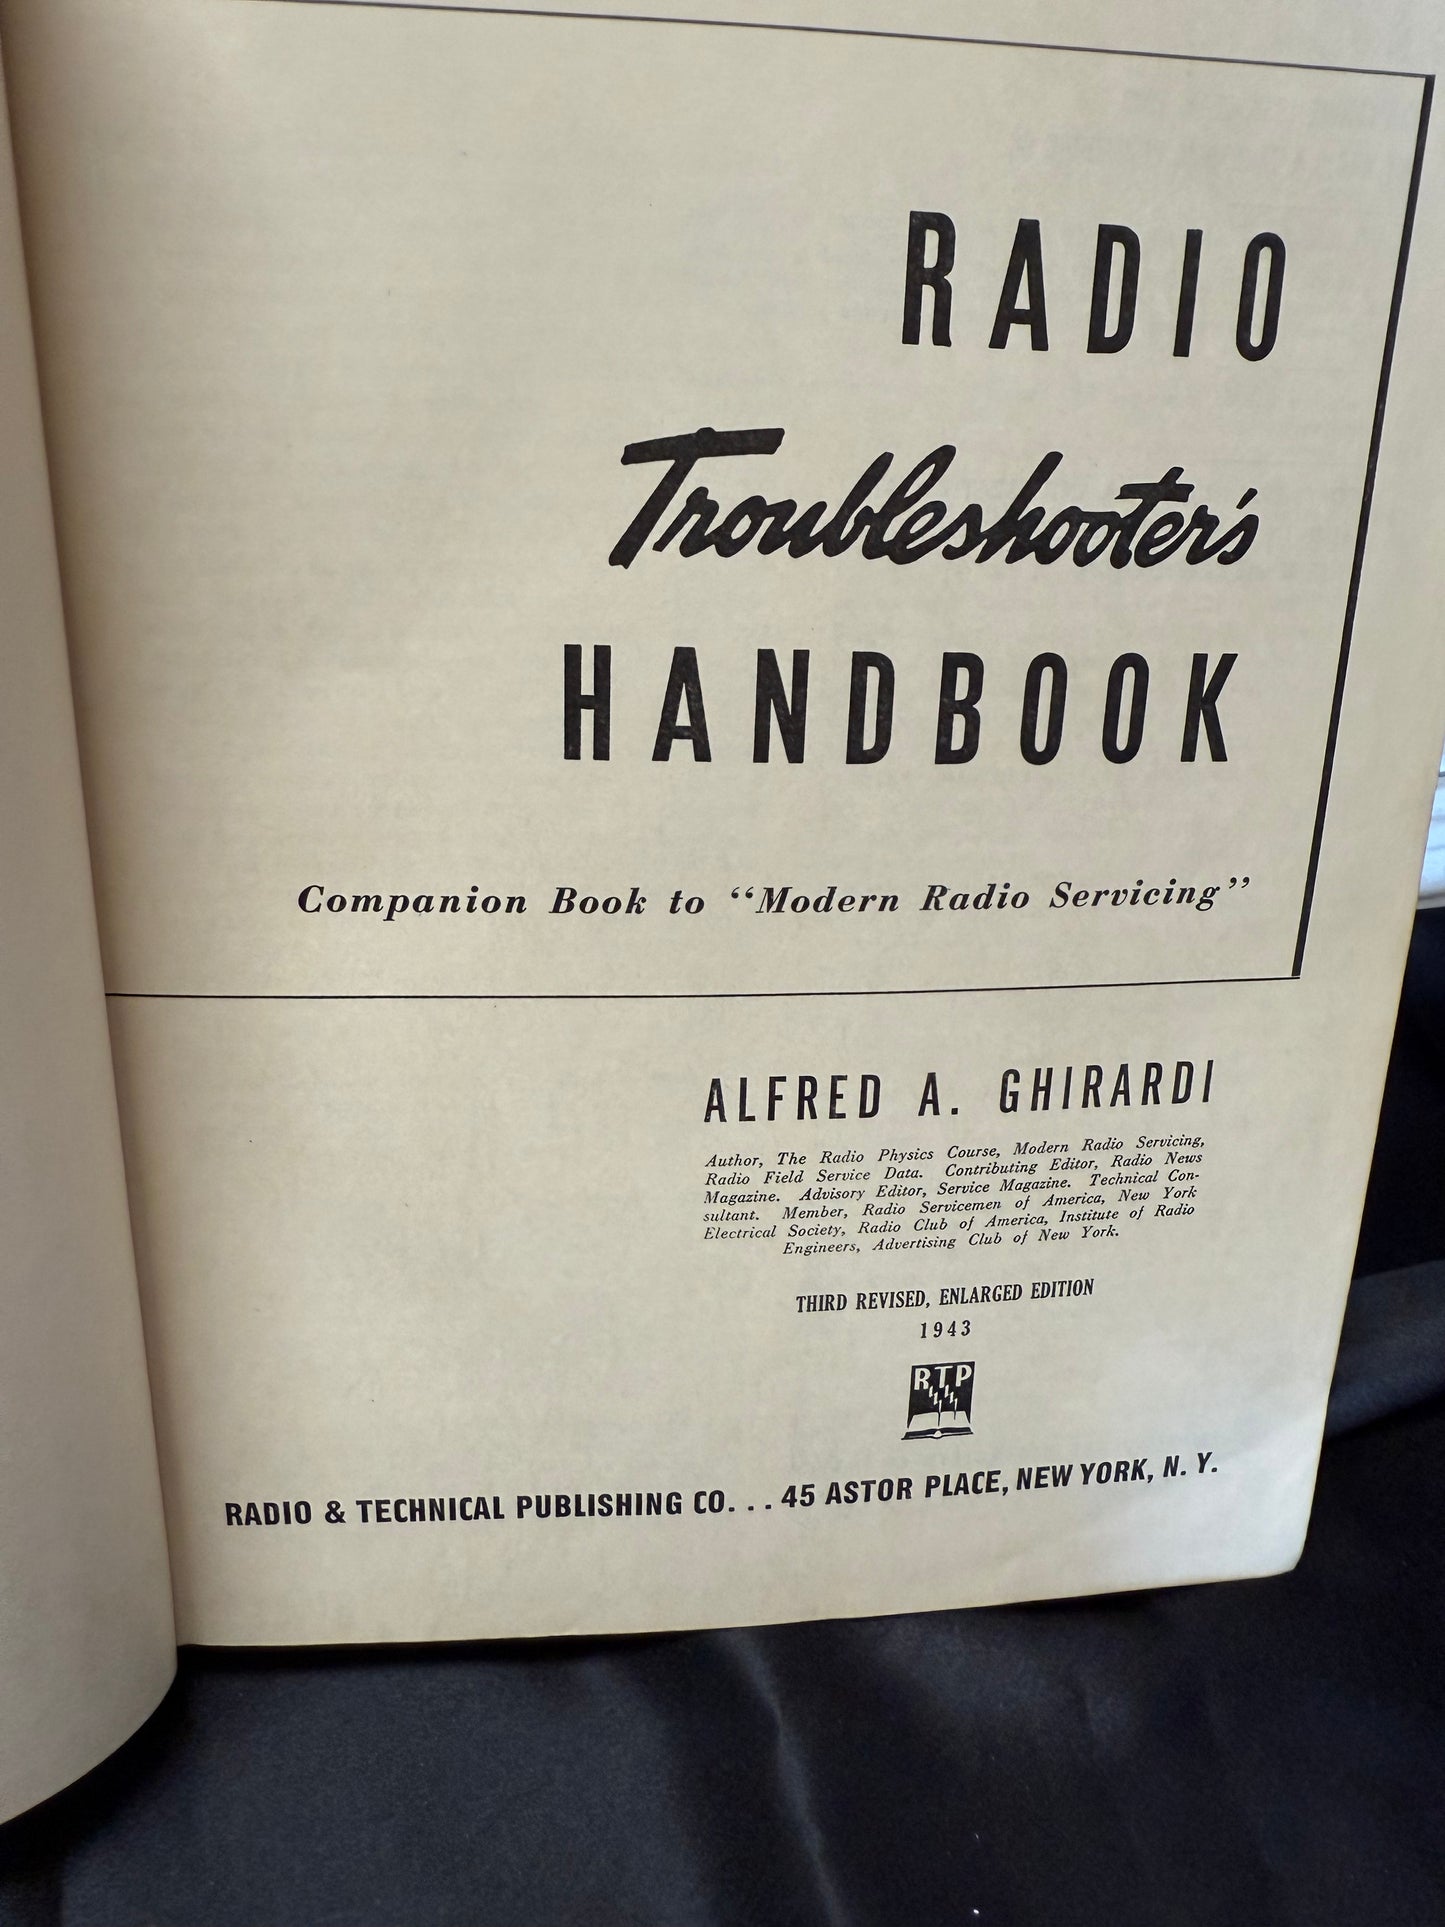 RADIO
Troubleshooter's
HANDBOOK
Companion Book to “Modern Radio Servicing”
ALFRED A. GHIRARDI
Author, The Radio Physics Course, Modern Radio Servicing,
Radio Field Service Data. Contributing Editor, Radio News
Magazine. Advisory Editor, Service Magazine. Technical Con-
sultant. Member, Radio Servicemen of America, New York
Electrical Society, Radio Club of America, Institute of Radio
Engineers, Advertising Club of New York.
THIRD REVISED, ENLARGED EDITION
1943
RTP
RADIO & TECHNICAL PUBLISHING CO. . . 45 ASTOR PLACE, NEW YORK, N. Y.